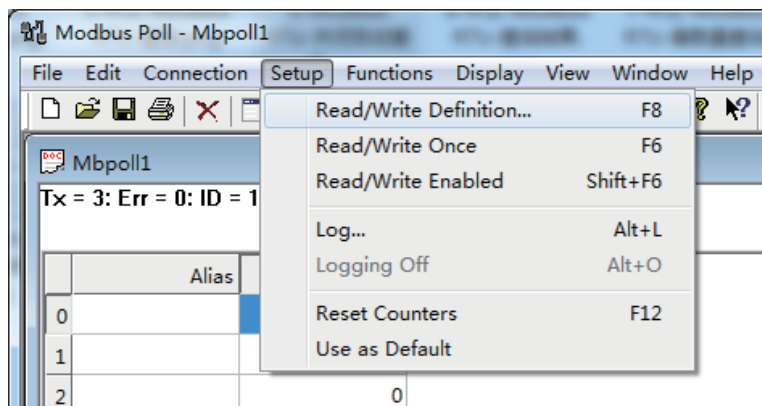 Modbus Poll - Mbpoll1
File Edit Connection Setup Functions Display View Window Help
Read/Write Definition... F8
Read/Write Once F6
Read/Write Enabled Shift+F6
Log... Alt+L
Logging Off Alt+O
Reset Counters F12
Use as Default
Mbpoll1
Tx = 3: Err = 0: ID = 1
Alias
0
1
2 0